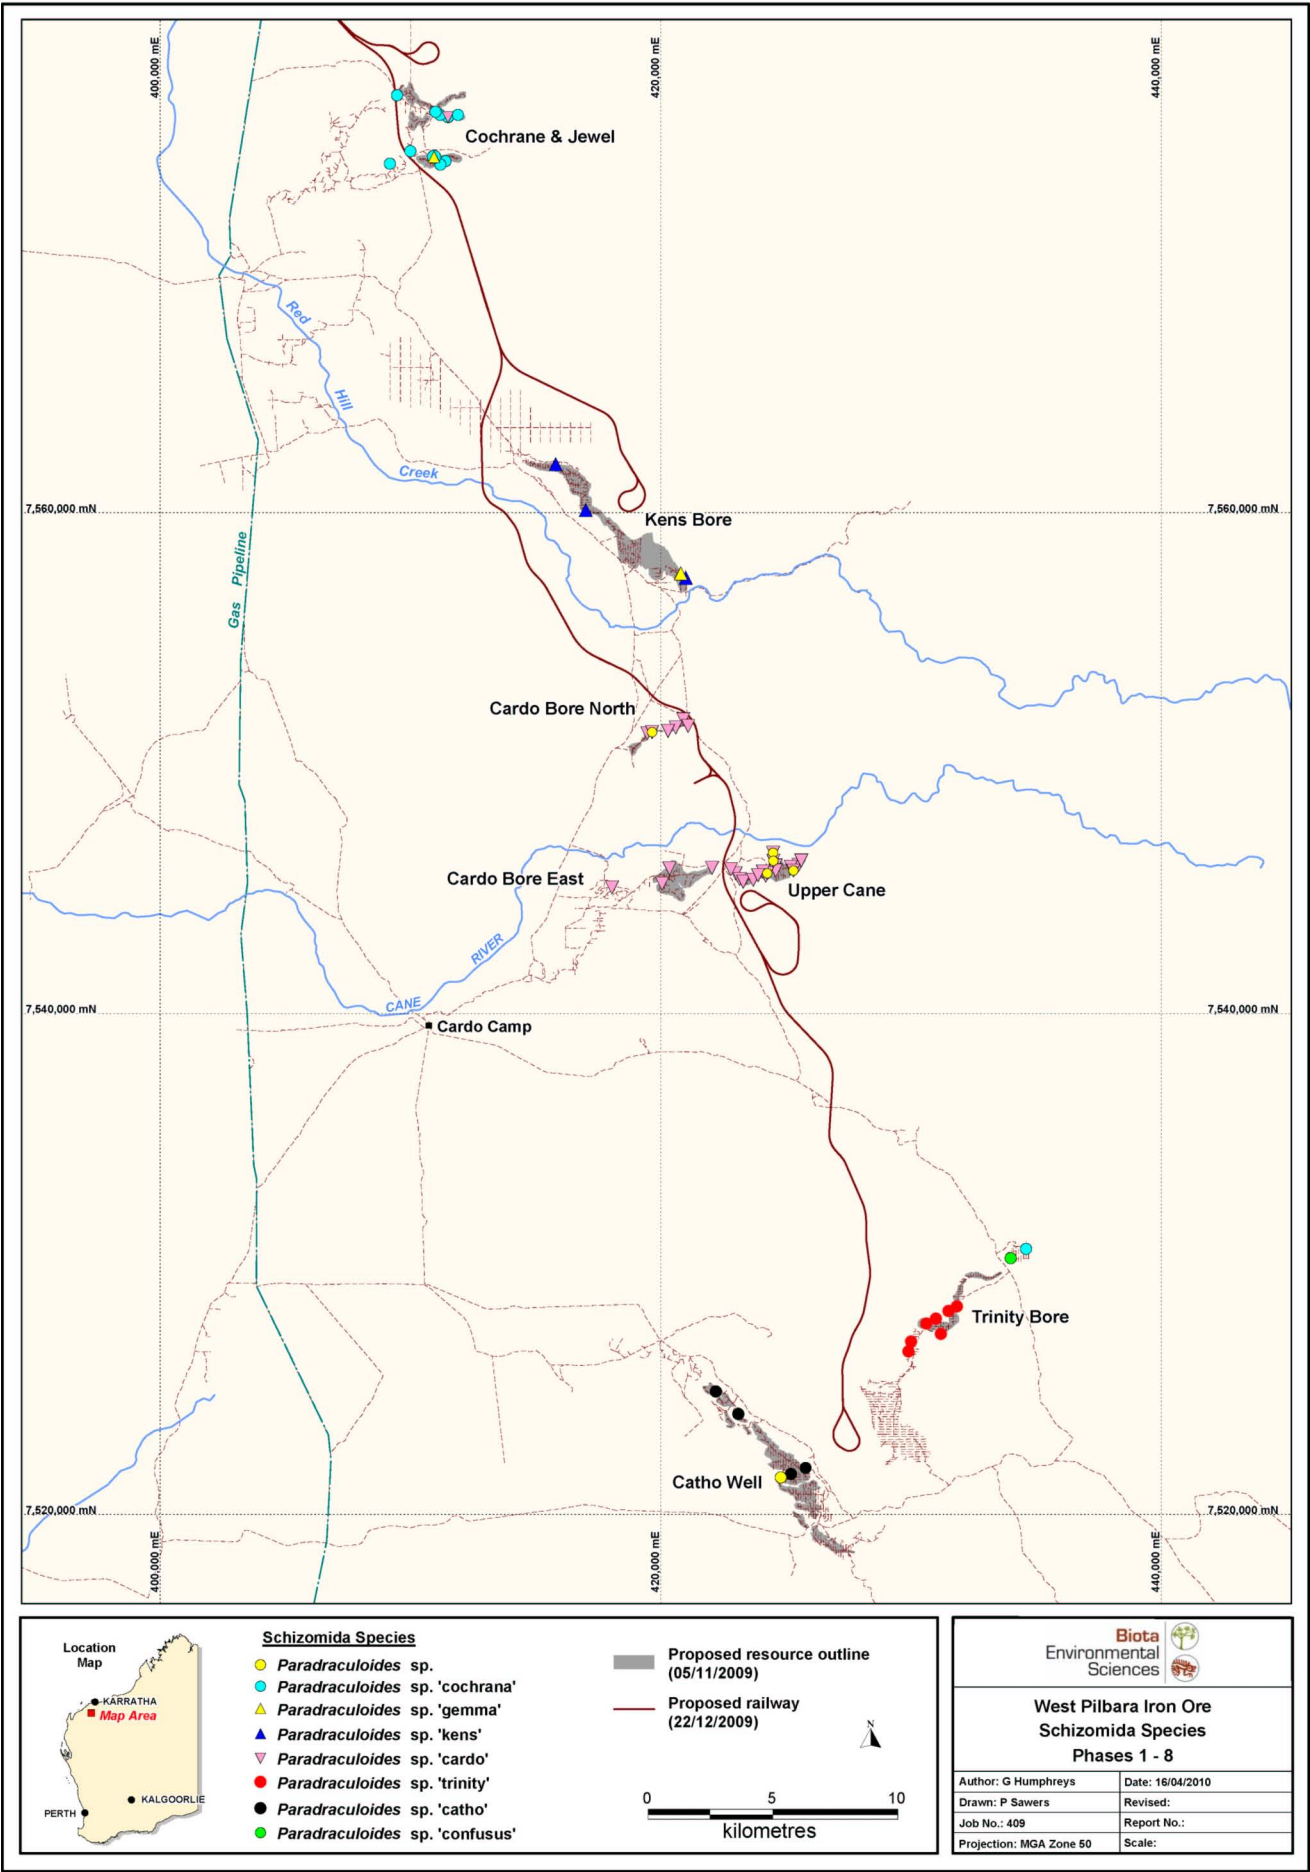 400,000 mE
420,000 mE
440,000 mE
Cochrane & Jewel
Red
Hill
Creek
7,560,000 mN
7,560,000 mN
Kens Bore
Gas Pipeline
Cardo Bore North
Cardo Bore East
Upper Cane
RIVER
CANE
7,540,000 mN
7,540,000 mN
Cardo Camp
Trinity Bore
Catho Well
7,520,000 mN
7,520,000 mN
400,000 mE
420,000 mE
440,000 mE
Location
Map
KARRATHA
Map Area
KALGOORLIE
PERTH
Schizomida Species
Paradraculoides sp.
Paradraculoides sp. 'cochrana'
Paradraculoides sp. 'gemma'
Paradraculoides sp. 'kens'
Paradraculoides sp. 'cardo'
Paradraculoides sp. 'trinity'
Paradraculoides sp. 'catho'
Paradraculoides sp. 'confusus'
Proposed resource outline
(05/11/2009)
Proposed railway
(22/12/2009)
N
0 5 10
kilometres
Biota
Environmental
Sciences
West Pilbara Iron Ore
Schizomida Species
Phases 1 - 8
Author: G Humphreys Date: 16/04/2010
Drawn: P Sawers Revised:
Job No.: 409 Report No.:
Projection: MGA Zone 50 Scale: